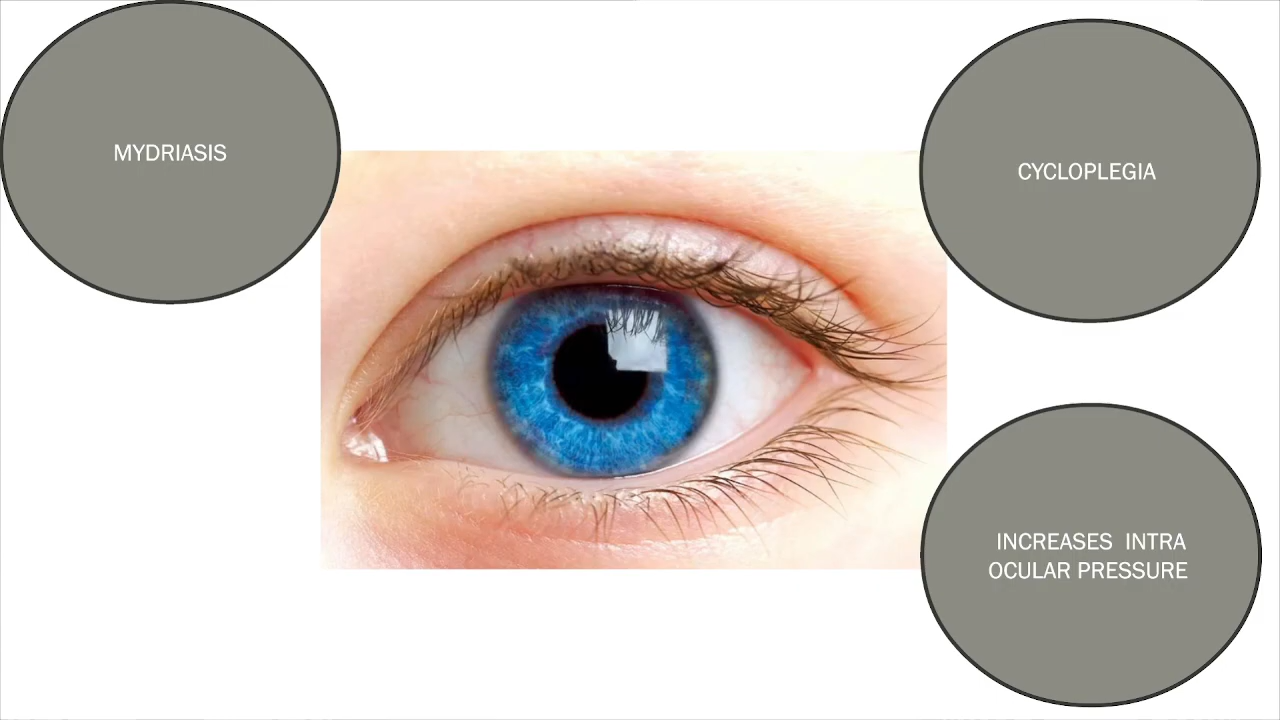 MYDRIASIS
CYCLOPLEGIA
INCREASES  INTRA
OCULAR PRESSURE